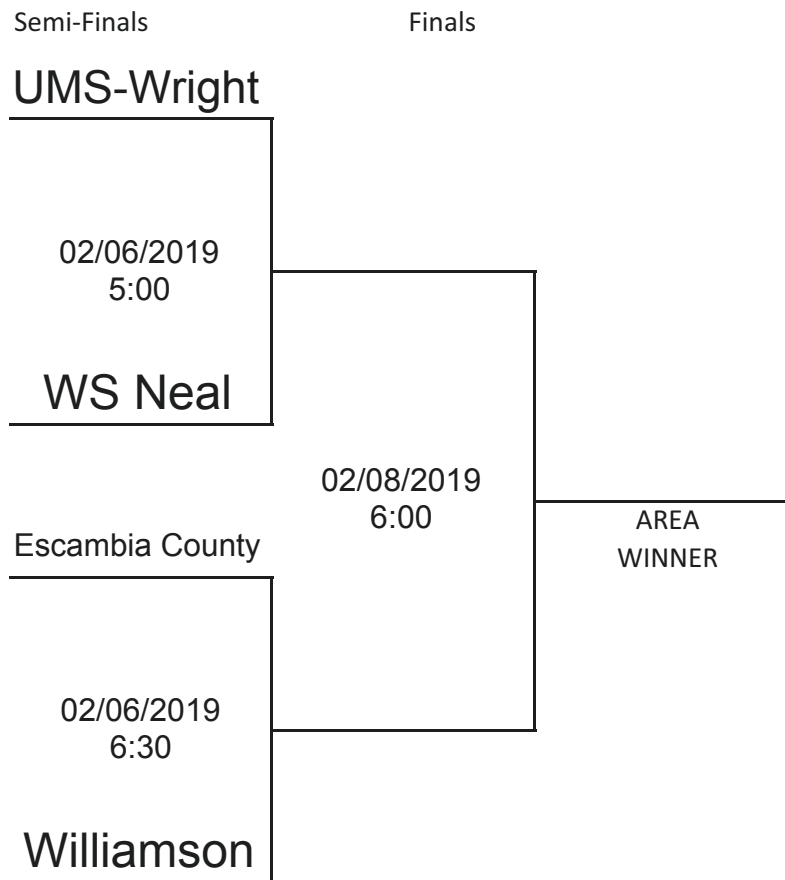 Semi-Finals
Finals
UMS-Wright
02/06/2019
5:00
WS Neal
02/08/2019
6:00
AREA
WINNER
Escambia County
02/06/2019
6:30
Williamson